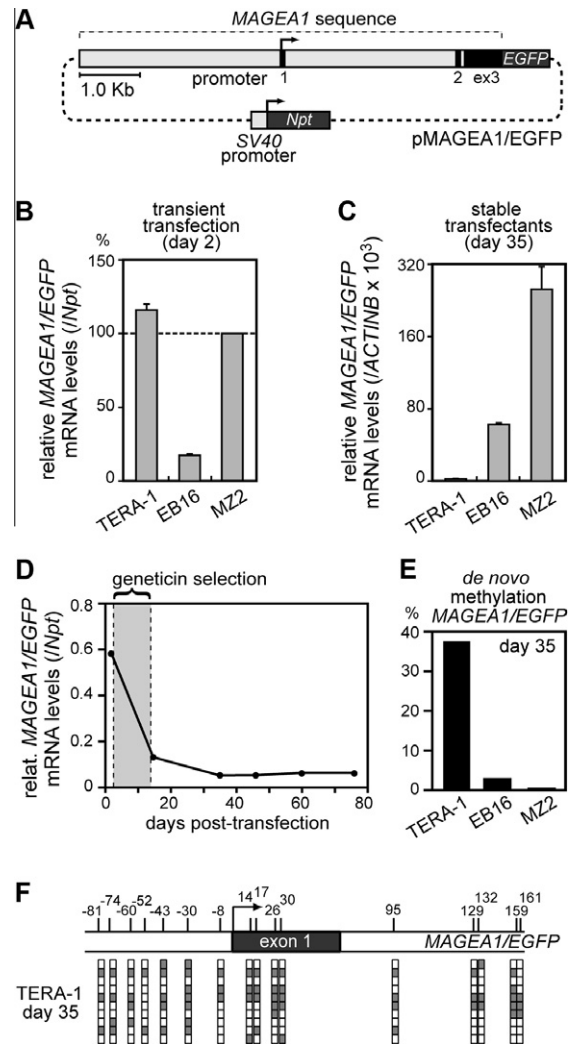 A
MAGEA1 sequence
EGFP
promoter 1 2 ex3
1.0 Kb
Npt
SV40
promoter
pMAGEA1/EGFP
B
transient
transfection
(day 2)
%
150
100
50
0
relative MAGEA1/EGFP
mRNA levels (/Npt)
TERA-1
EB16
MZ2
C
stable
transfectants
(day 35)
320
160
80
0
relative MAGEA1/EGFP
mRNA levels (/ACTINB x 10³)
TERA-1
EB16
MZ2
D
geneticin selection
0.8
0.6
0.4
0.2
0
relat. MAGEA1/EGFP
mRNA levels (/Npt)
0 20 40 60 80
days post-transfection
E
de novo
methylation
MAGEA1/EGFP
%
day 35
40
30
20
10
0
TERA-1
EB16
MZ2
F
-81 -74 -60 -52 -43 -30 -8 14 17 26 30 95 129 132 159 161
exon 1
MAGEA1/EGFP
TERA-1
day 35